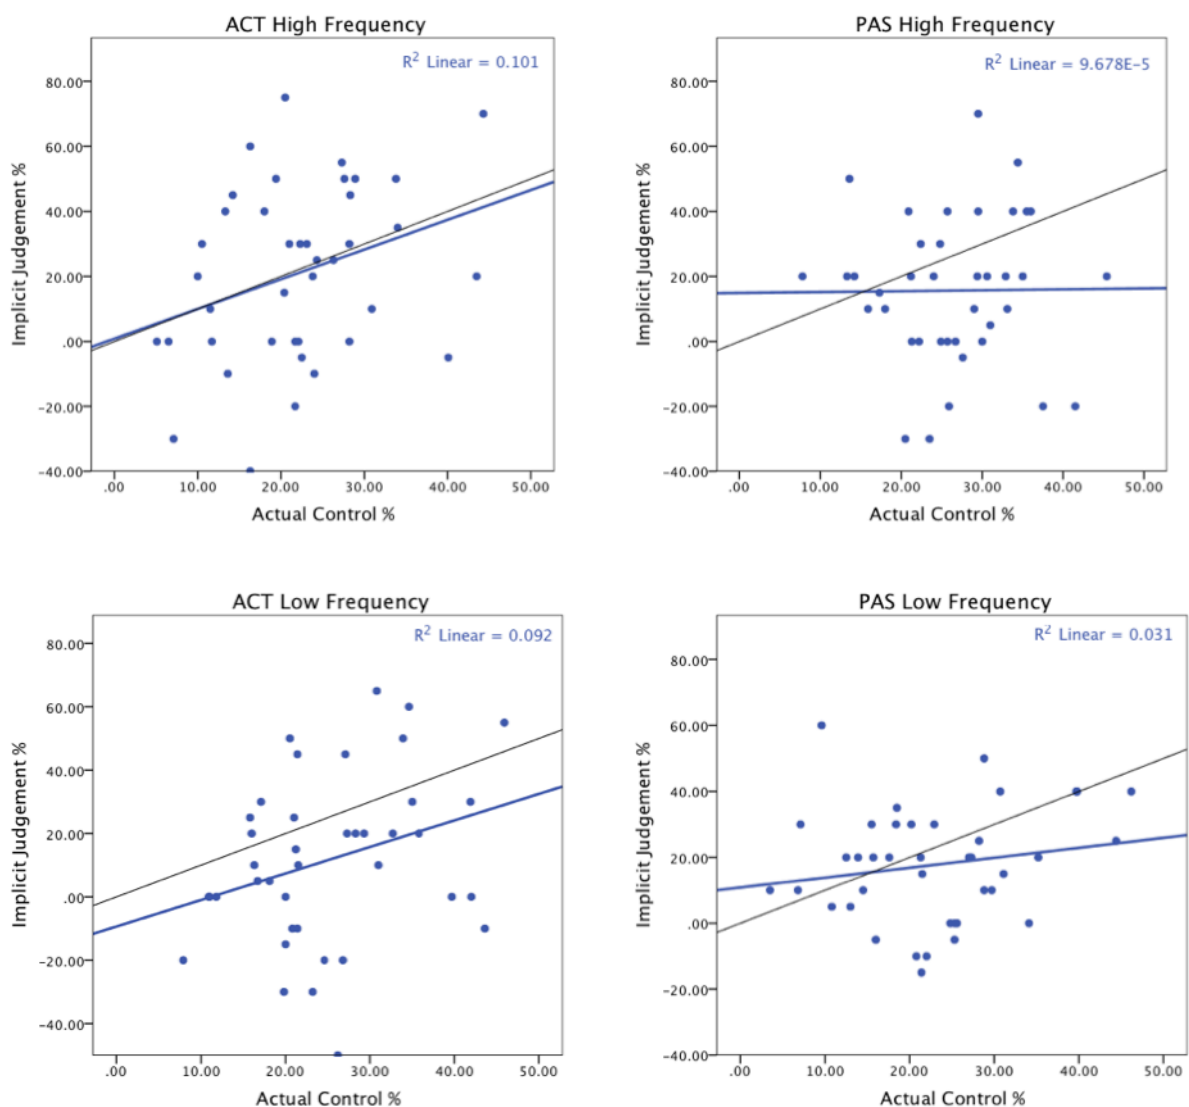 ACT High Frequency
R² Linear = 0.101
80.00
60.00
40.00
20.00
.00
-20.00
-40.00
Implicit Judgement %
.00 10.00 20.00 30.00 40.00 50.00
Actual Control %
PAS High Frequency
R² Linear = 9.678E-5
80.00
60.00
40.00
20.00
.00
-20.00
-40.00
Implicit Judgement %
.00 10.00 20.00 30.00 40.00 50.00
Actual Control %
ACT Low Frequency
R² Linear = 0.092
80.00
60.00
40.00
20.00
.00
-20.00
-40.00
Implicit Judgement %
.00 10.00 20.00 30.00 40.00 50.00
Actual Control %
PAS Low Frequency
R² Linear = 0.031
80.00
60.00
40.00
20.00
.00
-20.00
-40.00
Implicit Judgement %
.00 10.00 20.00 30.00 40.00 50.00
Actual Control %